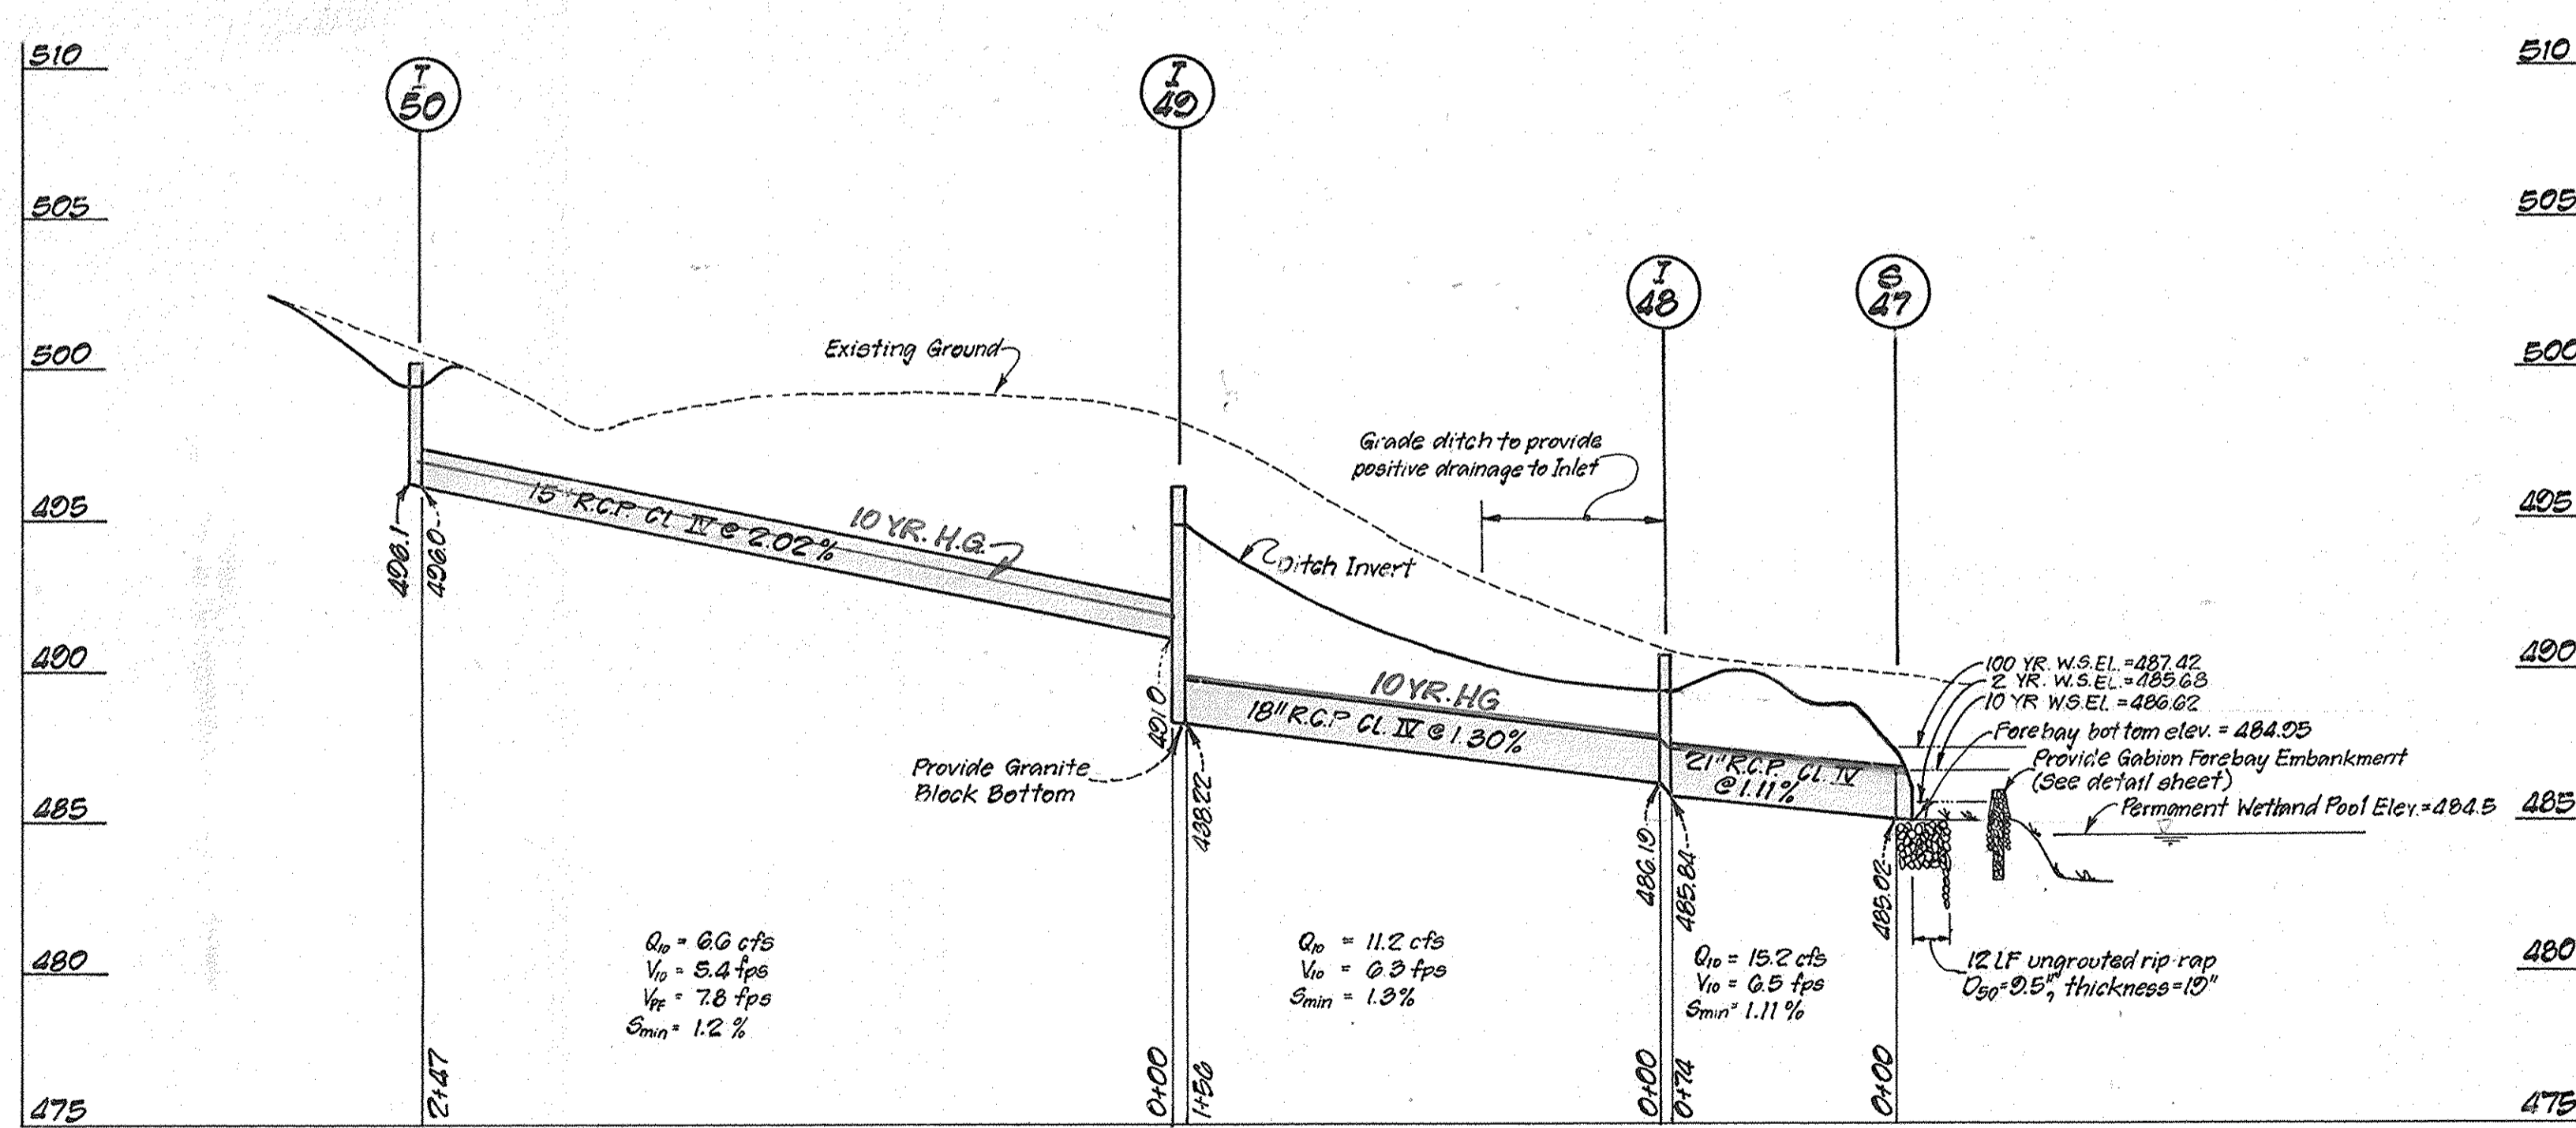 510
510
I
50
I
49
505
505
I
48
S
47
500
500
Existing Ground
Grade ditch to provide
positive drainage to Inlet
495
495
15" R.C.P. Cl. IV @ 2.02%
10 YR. H.G.
496.1
496.0
Ditch Invert
490
490
491.0
10 YR. HG
18" R.C.P Cl. IV @ 1.30%
100 YR. W.S.EL. = 487.42
2 YR. W.S.EL. = 485.68
10 YR W.S.El. = 486.62
Forebay bottom elev. = 484.95
Provide Gabion Forebay Embankment
(See detail sheet)
Permanent Wetland Pool Elev. = 484.5
Provide Granite
Block Bottom
21" R.C.P. Cl. IV
@ 1.11%
485
485
438.22
486.19
485.84
485.02
Q10 = 6.6 cfs
V10 = 5.4 fps
VPF = 7.8 fps
Smin = 1.2 %
Q10 = 11.2 cfs
V10 = 6.3 fps
Smin = 1.3%
Q10 = 15.2 cfs
V10 = 6.5 fps
Smin = 1.11 %
12 LF ungrouted rip-rap
D50 = 9.5", thickness = 19"
480
480
2+47
0+00
1+56
0+00
0+74
0+00
475
475